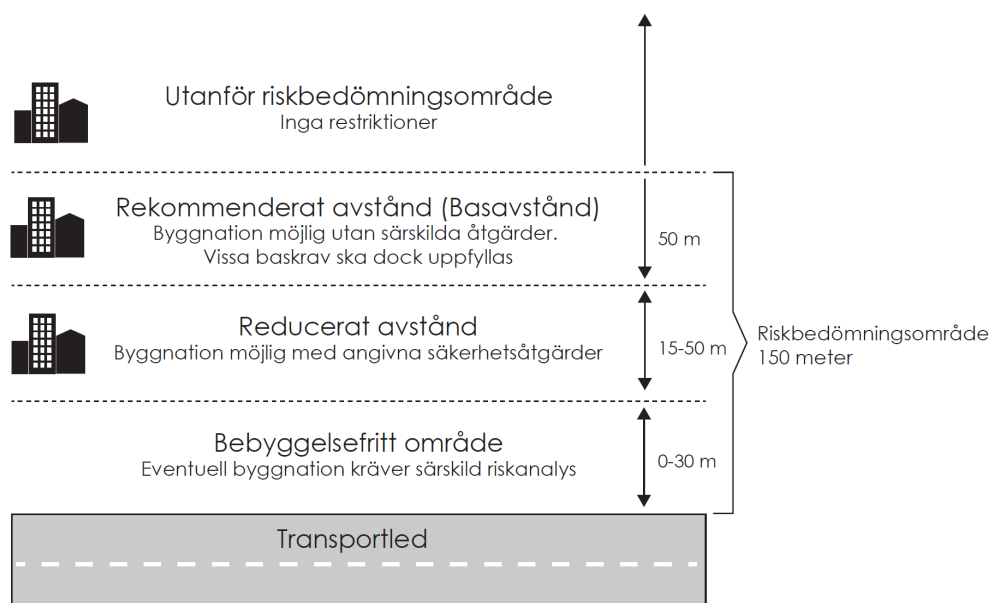 Utanför riskbedömningsområde
Inga restriktioner
Rekommenderat avstånd (Basavstånd)
Byggnation möjlig utan särskilda åtgärder.
Vissa baskrav ska dock uppfyllas
50 m
Reducerat avstånd
Byggnation möjlig med angivna säkerhetsåtgärder
15-50 m
Riskbedömningsområde
150 meter
Bebyggelsefritt område
Eventuell byggnation kräver särskild riskanalys
0-30 m
Transportled